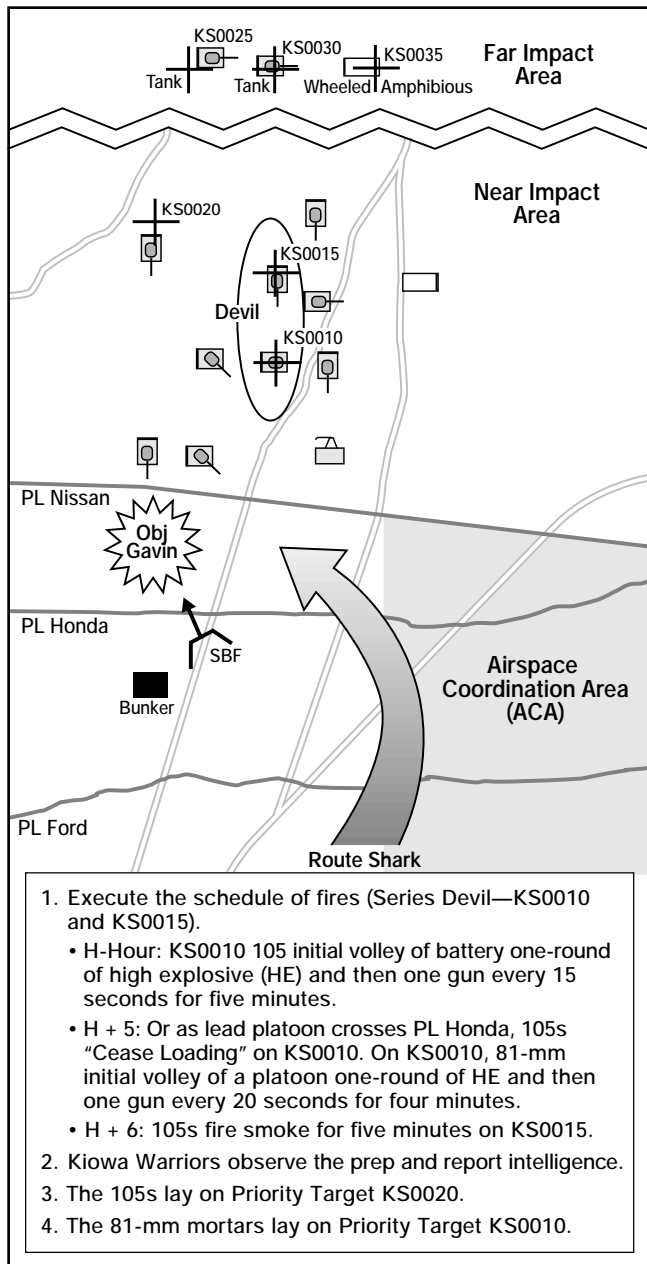 KS0025
KS0030
KS0035
Far Impact
Area
Tank
Tank
Wheeled
Amphibious
KS0020
Near Impact
Area
KS0015
Devil
KS0010
PL Nissan
Obj
Gavin
PL Honda
SBF
Bunker
Airspace
Coordination Area
(ACA)
PL Ford
Route Shark
1. Execute the schedule of fires (Series Devil—KS0010
and KS0015).
• H-Hour: KS0010 105 initial volley of battery one-round
of high explosive (HE) and then one gun every 15
seconds for five minutes.
• H + 5: Or as lead platoon crosses PL Honda, 105s
“Cease Loading” on KS0010. On KS0010, 81-mm
initial volley of a platoon one-round of HE and then
one gun every 20 seconds for four minutes.
• H + 6: 105s fire smoke for five minutes on KS0015.
2. Kiowa Warriors observe the prep and report intelligence.
3. The 105s lay on Priority Target KS0020.
4. The 81-mm mortars lay on Priority Target KS0010.